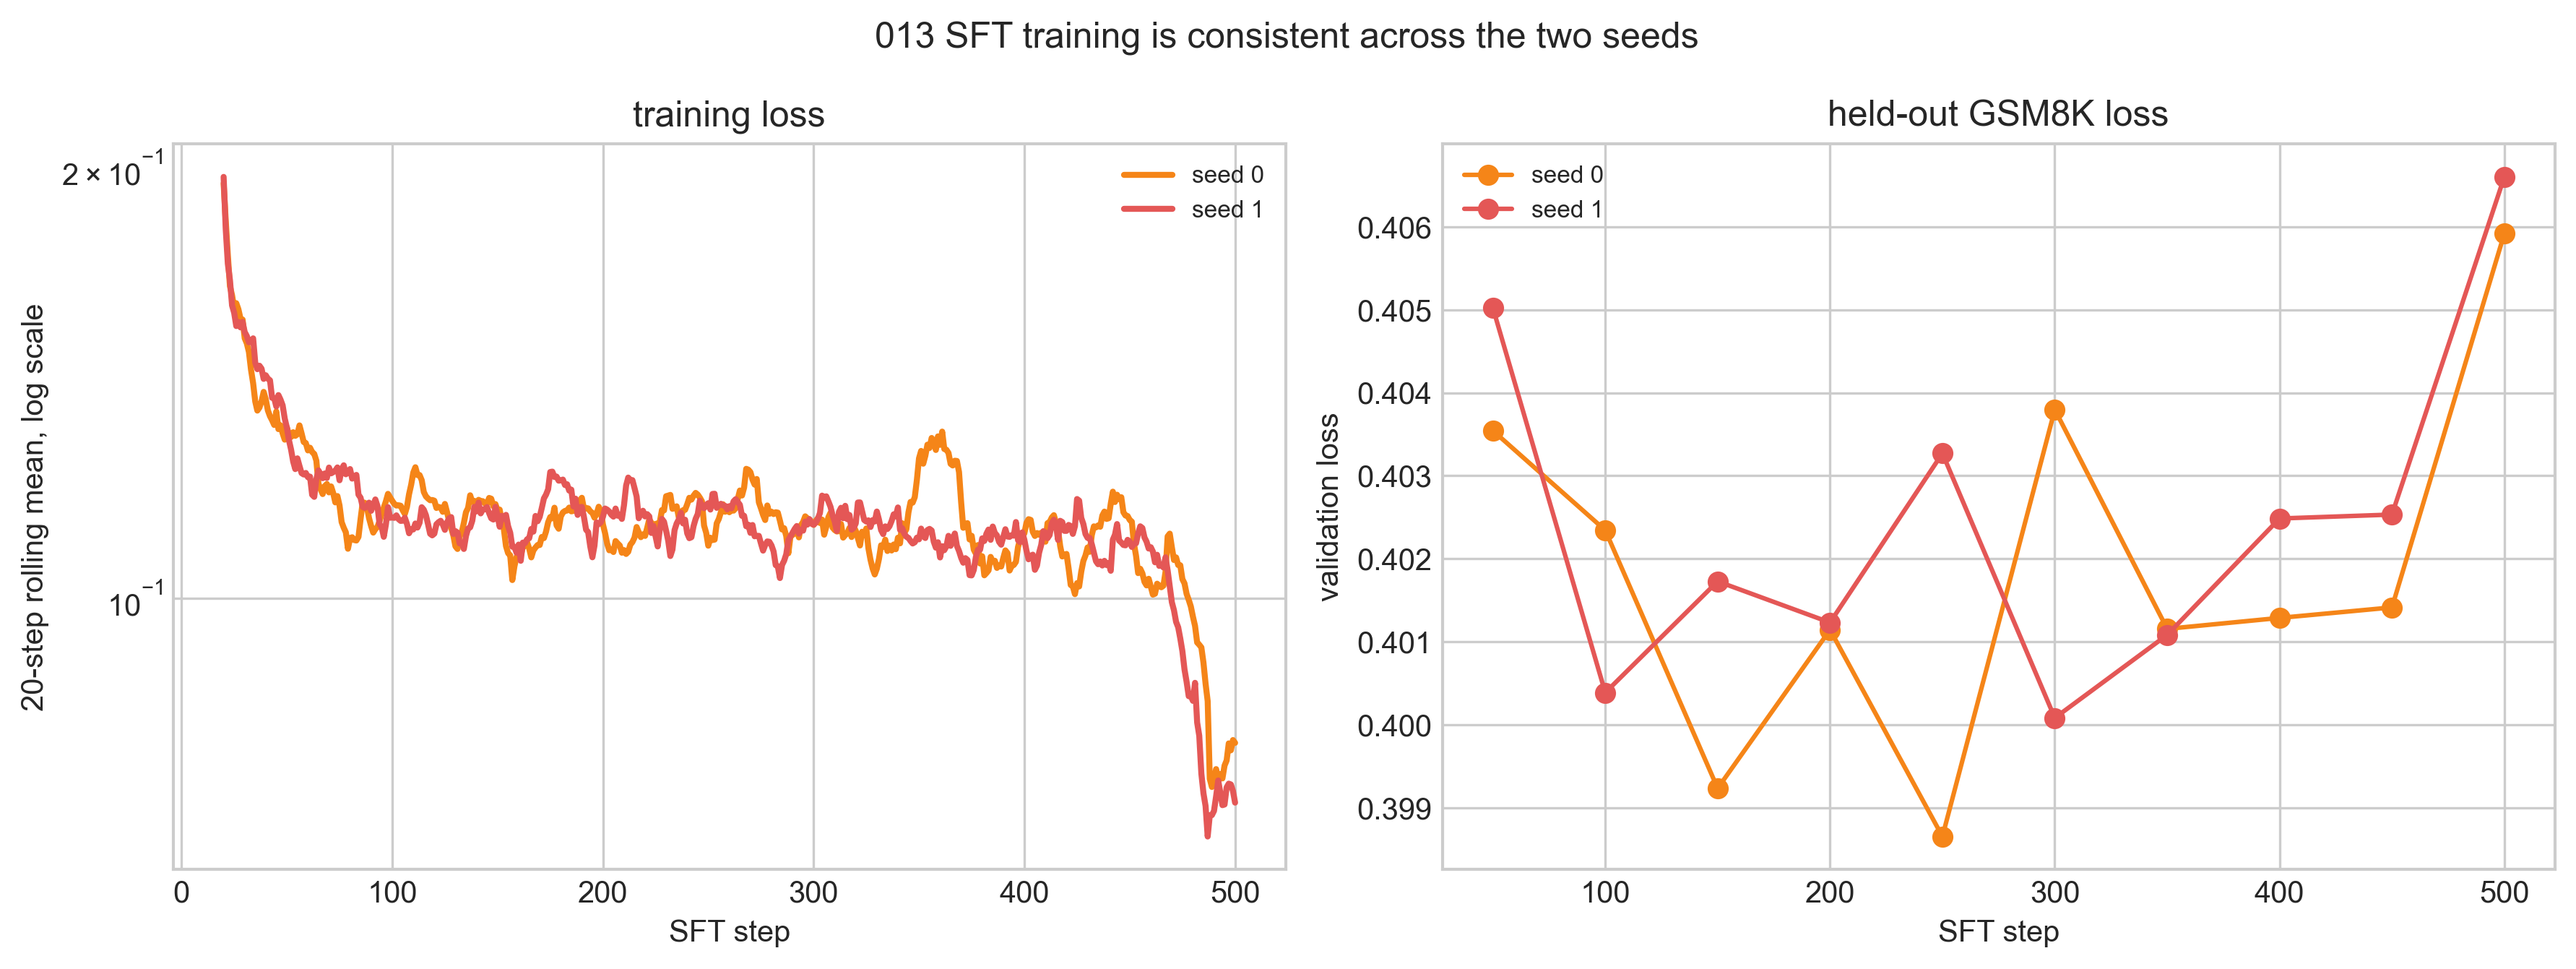 013 SFT training is consistent across the two seeds
training loss
20-step rolling mean, log scale
2 × 10⁻¹
10⁻¹
seed 0
seed 1
0 100 200 300 400 500
SFT step
held-out GSM8K loss
validation loss
seed 0
seed 1
0.406
0.405
0.404
0.403
0.402
0.401
0.400
0.399
100 200 300 400 500
SFT step